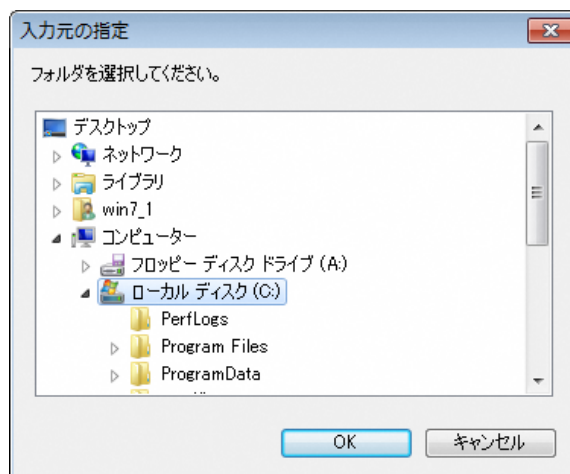 入力元の指定
フォルダを選択してください。
デスクトップ
ネットワーク
ライブラリ
win7_1
コンピューター
フロッピー ディスク ドライブ (A:)
ローカル ディスク (C:)
PerfLogs
Program Files
ProgramData
OK キャンセル